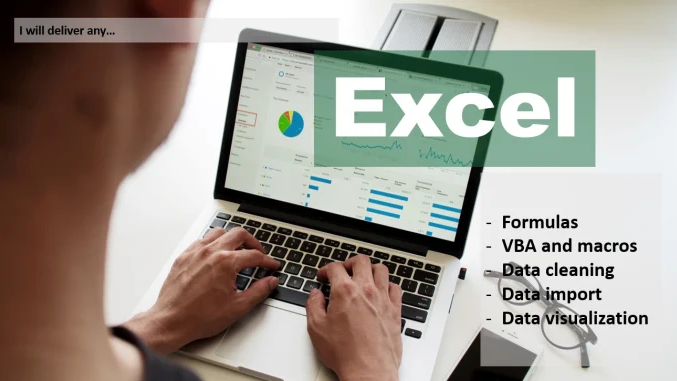 I will deliver any...
Excel
- Formulas
- VBA and macros
- Data cleaning
- Data import
- Data visualization